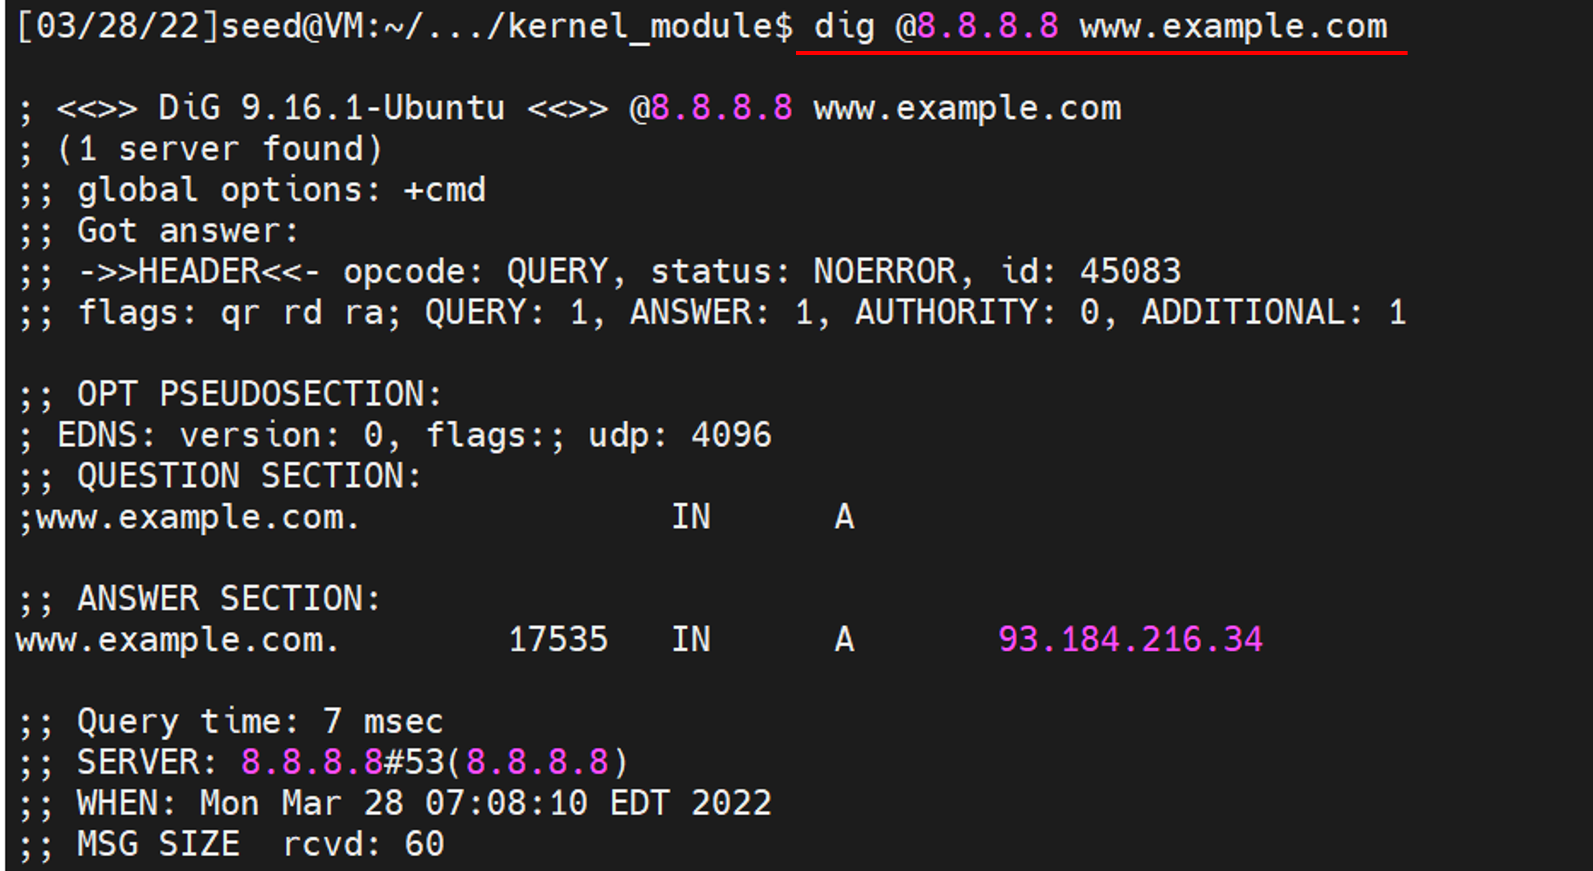 [03/28/22]seed@VM:~/.../kernel_module$ dig @8.8.8.8 www.example.com
; <<>> DiG 9.16.1-Ubuntu <<>> @8.8.8.8 www.example.com
; (1 server found)
;; global options: +cmd
;; Got answer:
;; ->>HEADER<<- opcode: QUERY, status: NOERROR, id: 45083
;; flags: qr rd ra; QUERY: 1, ANSWER: 1, AUTHORITY: 0, ADDITIONAL: 1
;; OPT PSEUDOSECTION:
; EDNS: version: 0, flags:; udp: 4096
;; QUESTION SECTION:
;www.example.com. IN A
;; ANSWER SECTION:
www.example.com. 17535 IN A 93.184.216.34
;; Query time: 7 msec
;; SERVER: 8.8.8.8#53(8.8.8.8)
;; WHEN: Mon Mar 28 07:08:10 EDT 2022
;; MSG SIZE  rcvd: 60